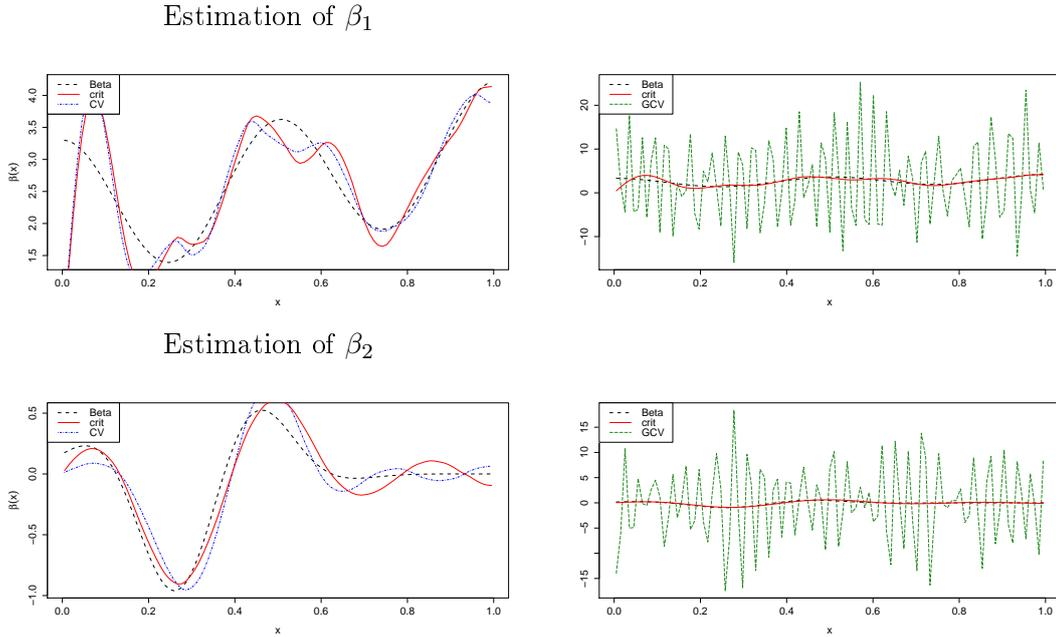 Estimation of β₁
Beta
crit
CV
β(x)
4.0
3.5
3.0
2.5
2.0
1.5
0.0 0.2 0.4 0.6 0.8 1.0
x
Beta
crit
GCV
20
10
0
−10
0.0 0.2 0.4 0.6 0.8 1.0
x
Estimation of β₂
Beta
crit
CV
β(x)
0.5
0.0
−0.5
−1.0
0.0 0.2 0.4 0.6 0.8 1.0
x
Beta
crit
GCV
15
10
5
0
−5
−15
0.0 0.2 0.4 0.6 0.8 1.0
x